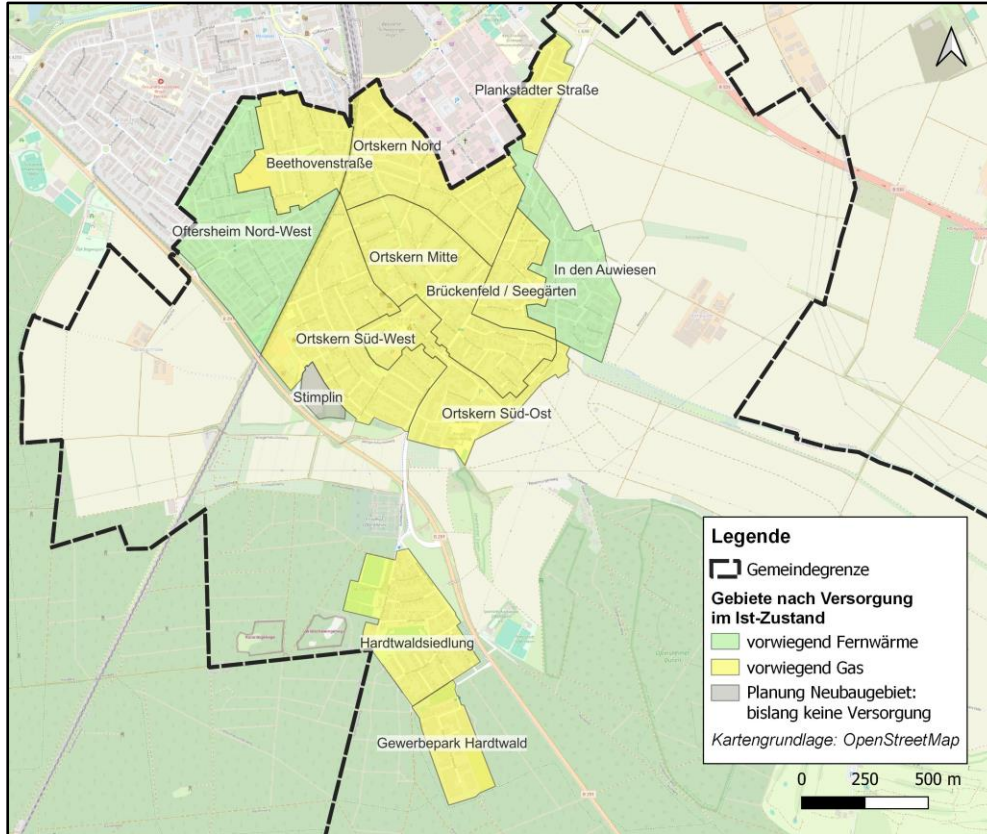 Plankstadter Straße
Ortskern Nord
Beethovenstraße
Oftersheim Nord-West
Ortskern Mitte
In den Auwiesen
Brückenfeld / Seegärten
Ortskern Süd-West
Stimplin
Ortskern Süd-Ost
Hardtwaldsiedlung
Gewerbepark Hardtwald
Legende
Gemeindegrenze
Gebiete nach Versorgung
im Ist-Zustand
vorwiegend Fernwärme
vorwiegend Gas
Planung Neubaugebiet:
bislang keine Versorgung
Kartengrundlage: OpenStreetMap
0 250 500 m